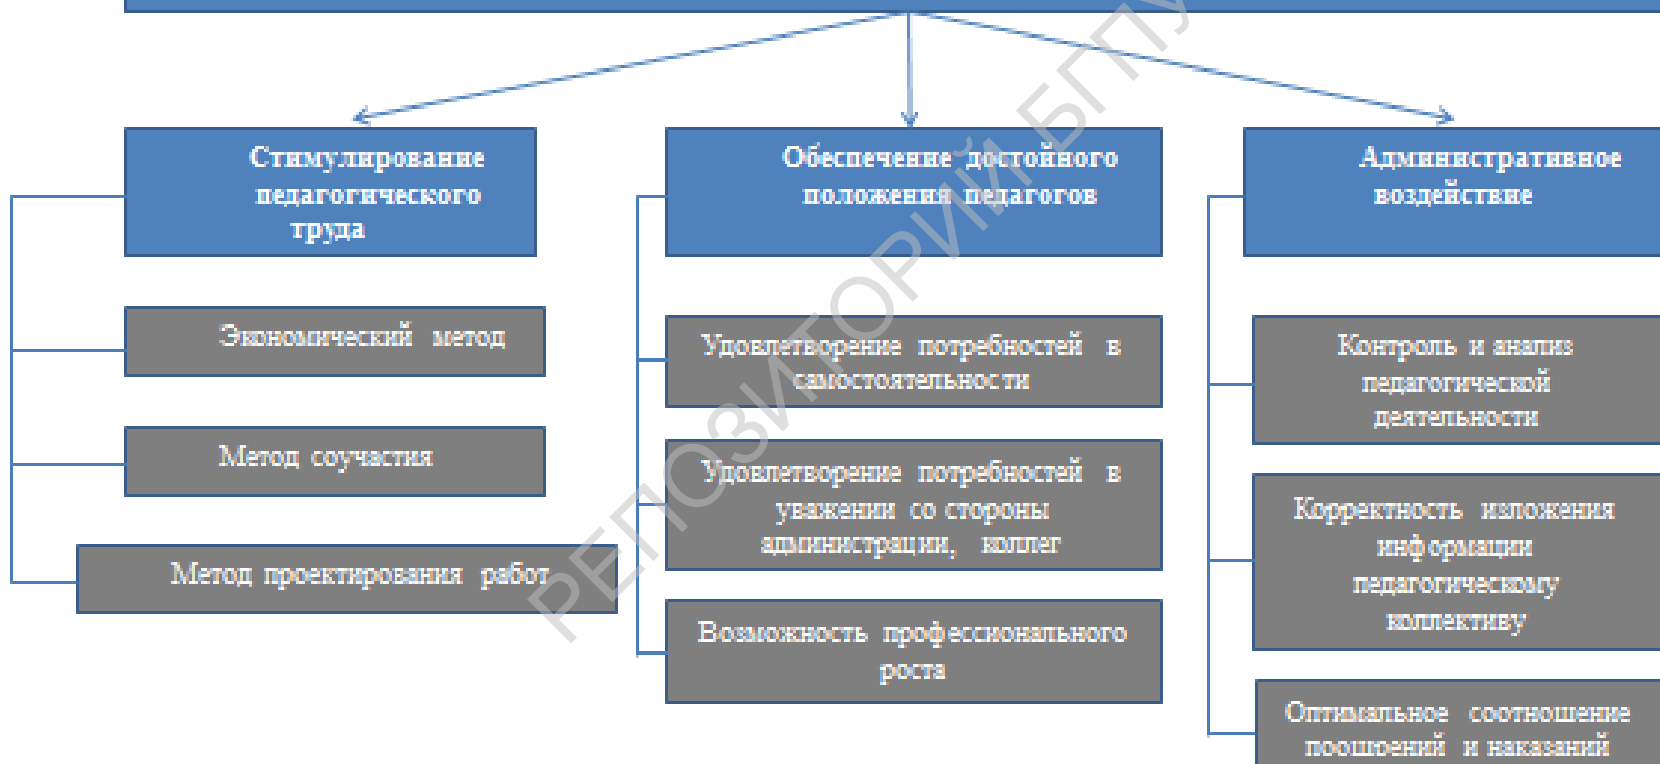 Стимулирование
педагогического
труда
Экономический метод
Метод соучастия
Метод проектирования работ
Обеспечение достойного
положения педагогов
Удовлетворение потребностей в
самостоятельности
Удовлетворение потребностей в
уважении со стороны
администрации, коллег
Возможность профессионального
роста
Административное
воздействие
Контроль и анализ
педагогической
деятельности
Корректность изложения
информации
педагогическому
коллективу
Оптимальное соотношение
поощрений и наказаний
РЕПОЗИТОРИЙ БГПУ